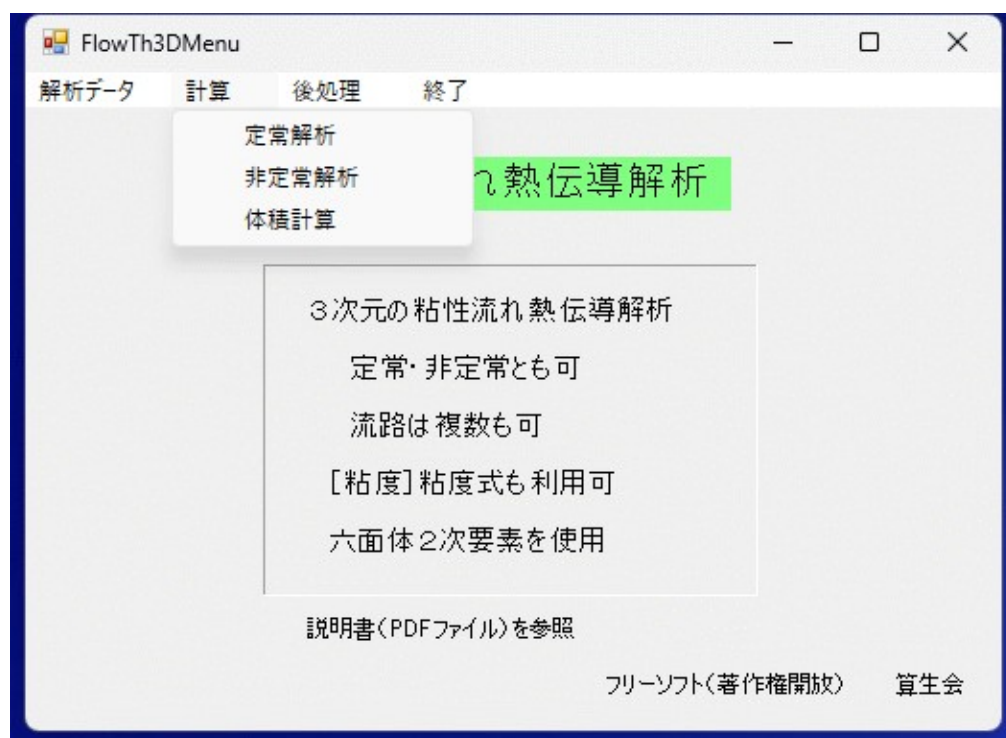 FlowTh3DMenu
解析データ 計算 後処理 終了
定常解析
非定常解析
体積計算
れ熱伝導解析
３次元の粘性流れ熱伝導解析
定常・非定常とも可
流路は複数も可
[粘度]粘度式も利用可
六面体２次要素を使用
説明書(PDFファイル)を参照
フリーソフト(著作権開放) 算生会